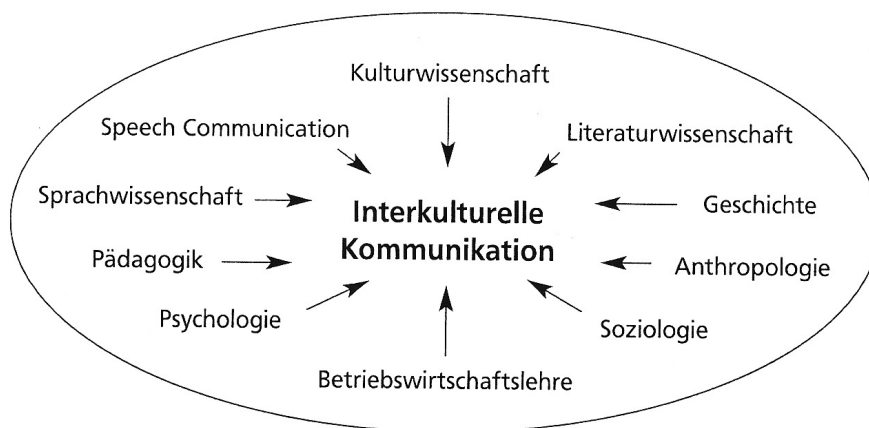 Kulturwissenschaft
Speech Communication
Literaturwissenschaft
Sprachwissenschaft
Interkulturelle
Kommunikation
Geschichte
Pädagogik
Anthropologie
Psychologie
Soziologie
Betriebswirtschaftslehre